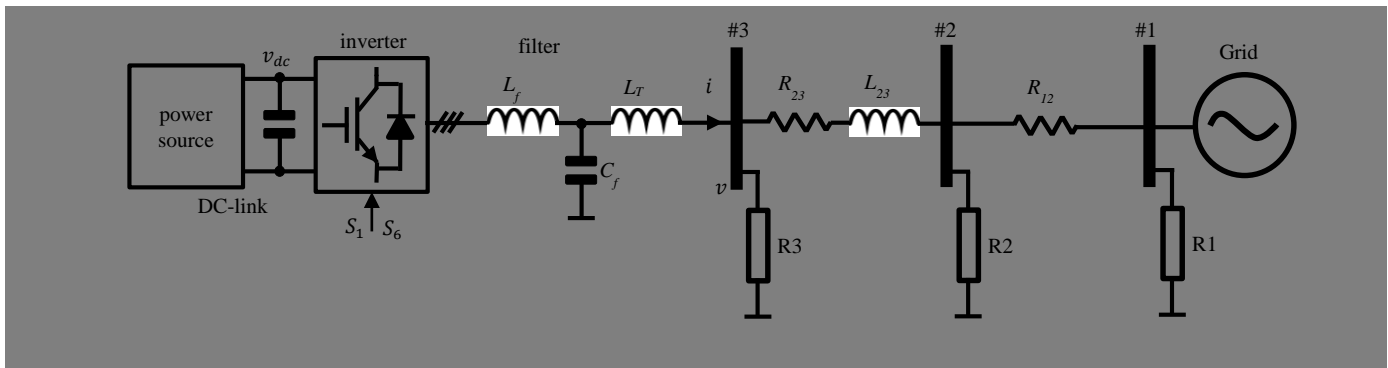 #3
#2
#1
inverter
filter
Grid
v_dc
L_f
L_T
i
R_23
L_23
R_12
power
source
C_f
v
DC-link
S_1
S_6
R3
R2
R1